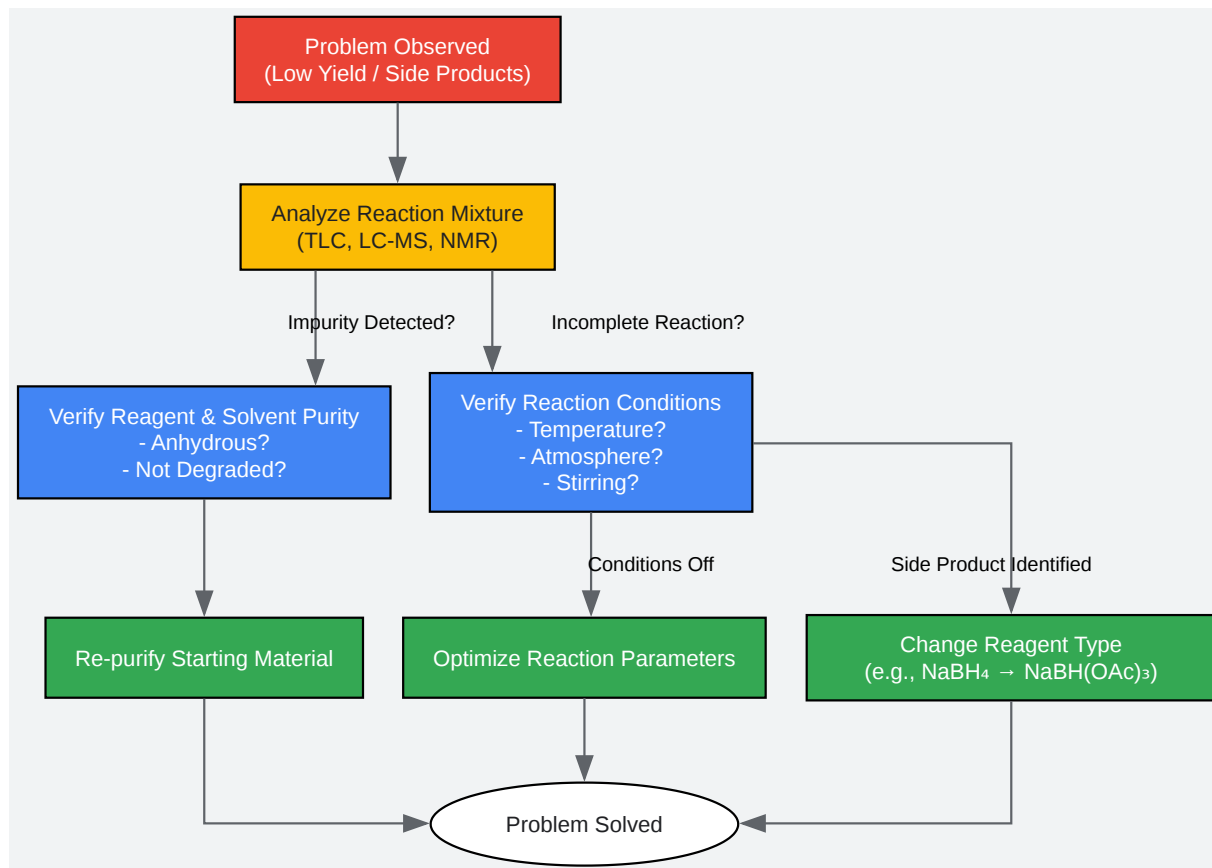 Problem Observed
(Low Yield / Side Products)
Analyze Reaction Mixture
(TLC, LC-MS, NMR)
Impurity Detected?
Incomplete Reaction?
Verify Reagent & Solvent Purity
- Anhydrous?
- Not Degraded?
Verify Reaction Conditions
- Temperature?
- Atmosphere?
- Stirring?
Conditions Off
Side Product Identified
Re-purify Starting Material
Optimize Reaction Parameters
Change Reagent Type
(e.g., NaBH₄ → NaBH(OAc)₃)
Problem Solved